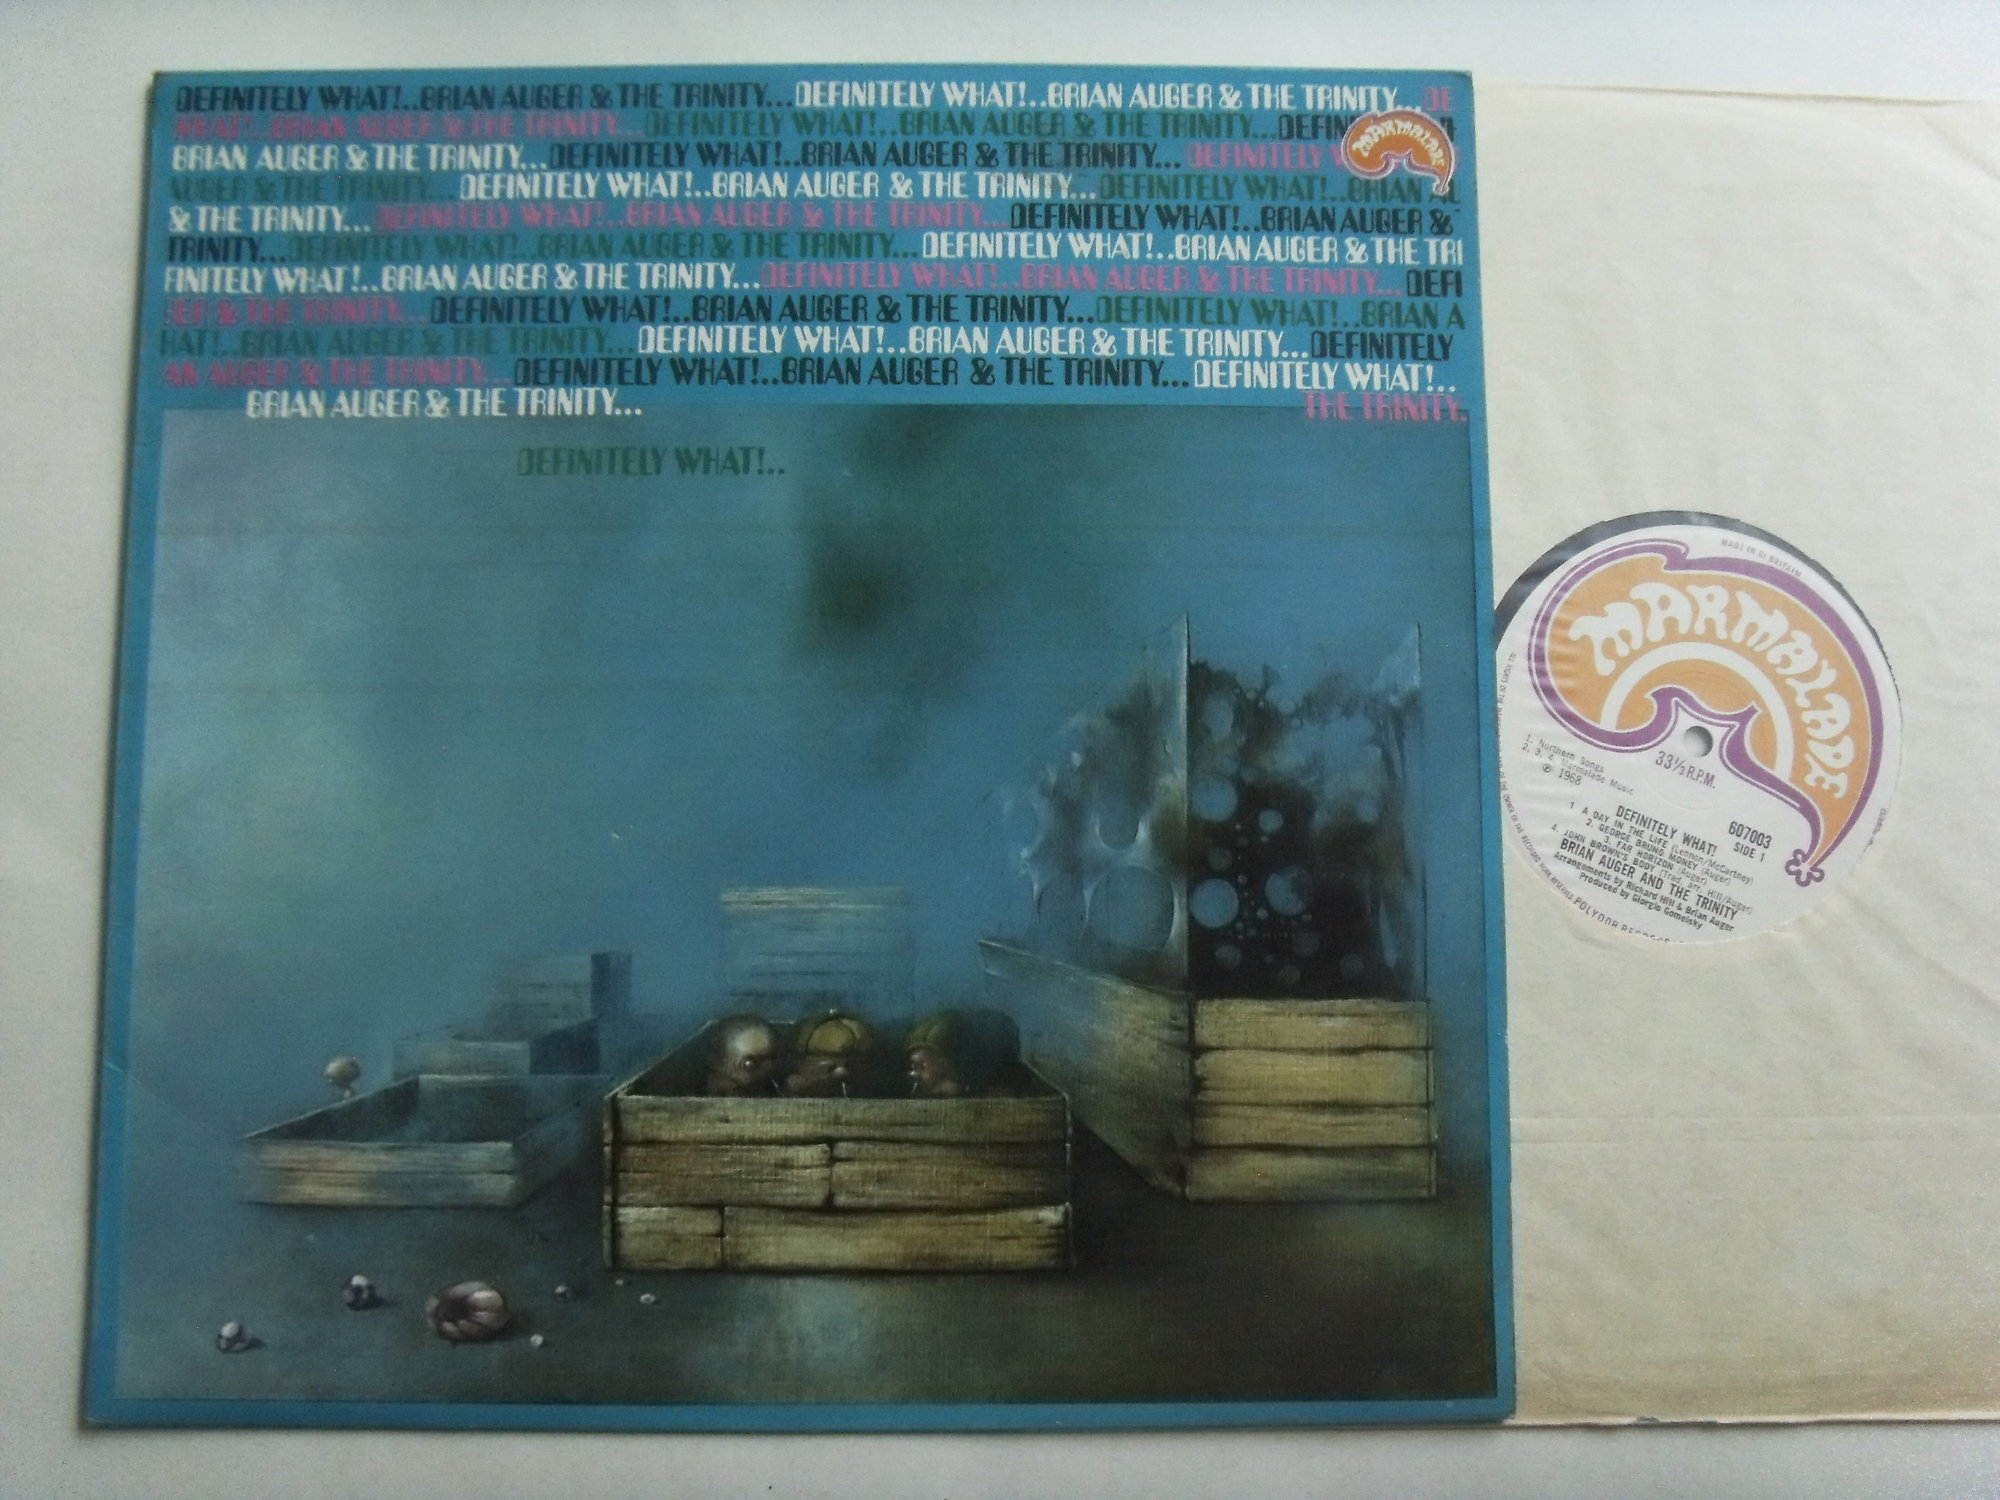 DEFINITELY WHAT!..BRIAN AUGER & THE TRINITY...DEFINITELY WHAT!..BRIAN AUGER & THE TRINITY...DE
WHAT!..BRIAN AUGER & THE TRINITY...DEFINITELY WHAT!..BRIAN AUGER & THE TRINITY...DEFIN
MARMALADE
BRIAN AUGER & THE TRINITY...DEFINITELY WHAT!..BRIAN AUGER & THE TRINITY... DEFINITELY W
AUGER & THE TRINITY...DEFINITELY WHAT!..BRIAN AUGER & THE TRINITY...DEFINITELY WHAT!..BRIAN AU
& THE TRINITY...DEFINITELY WHAT!..BRIAN AUGER & THE TRINITY...DEFINITELY WHAT!..BRIAN AUGER &
TRINITY...DEFINITELY WHAT!..BRIAN AUGER & THE TRINITY...DEFINITELY WHAT!..BRIAN AUGER & THE TRI
FINITELY WHAT!..BRIAN AUGER & THE TRINITY...DEFINITELY WHAT!..BRIAN AUGER & THE TRINITY...DEFI
GER & THE TRINITY...DEFINITELY WHAT!..BRIAN AUGER & THE TRINITY...DEFINITELY WHAT!..BRIAN A
HAT!..BRIAN AUGER & THE TRINITY...DEFINITELY WHAT!..BRIAN AUGER & THE TRINITY...DEFINITELY
AN AUGER & THE TRINITY...DEFINITELY WHAT!..BRIAN AUGER & THE TRINITY...DEFINITELY WHAT!..
BRIAN AUGER & THE TRINITY... THE TRINITY.
DEFINITELY WHAT!..
MADE IN Gt BRITAIN
MARMALADE
33⅓ R.P.M.
1. Northern Songs
2, 3, 4 Marmalade Music
℗ 1968
607003
SIDE 1
DEFINITELY WHAT!
1 A DAY IN THE LIFE (Lennon/McCartney)
2. GEORGE BRUNO MONEY (Auger)
3. FAR HORIZON (Auger)
4. JOHN BROWN'S BODY (Trad. arr. Hill/Auger)
BRIAN AUGER AND THE TRINITY
Arrangements by Richard Hill & Brian Auger
Produced by Giorgio Gomelsky
POLYDOR RECORDS